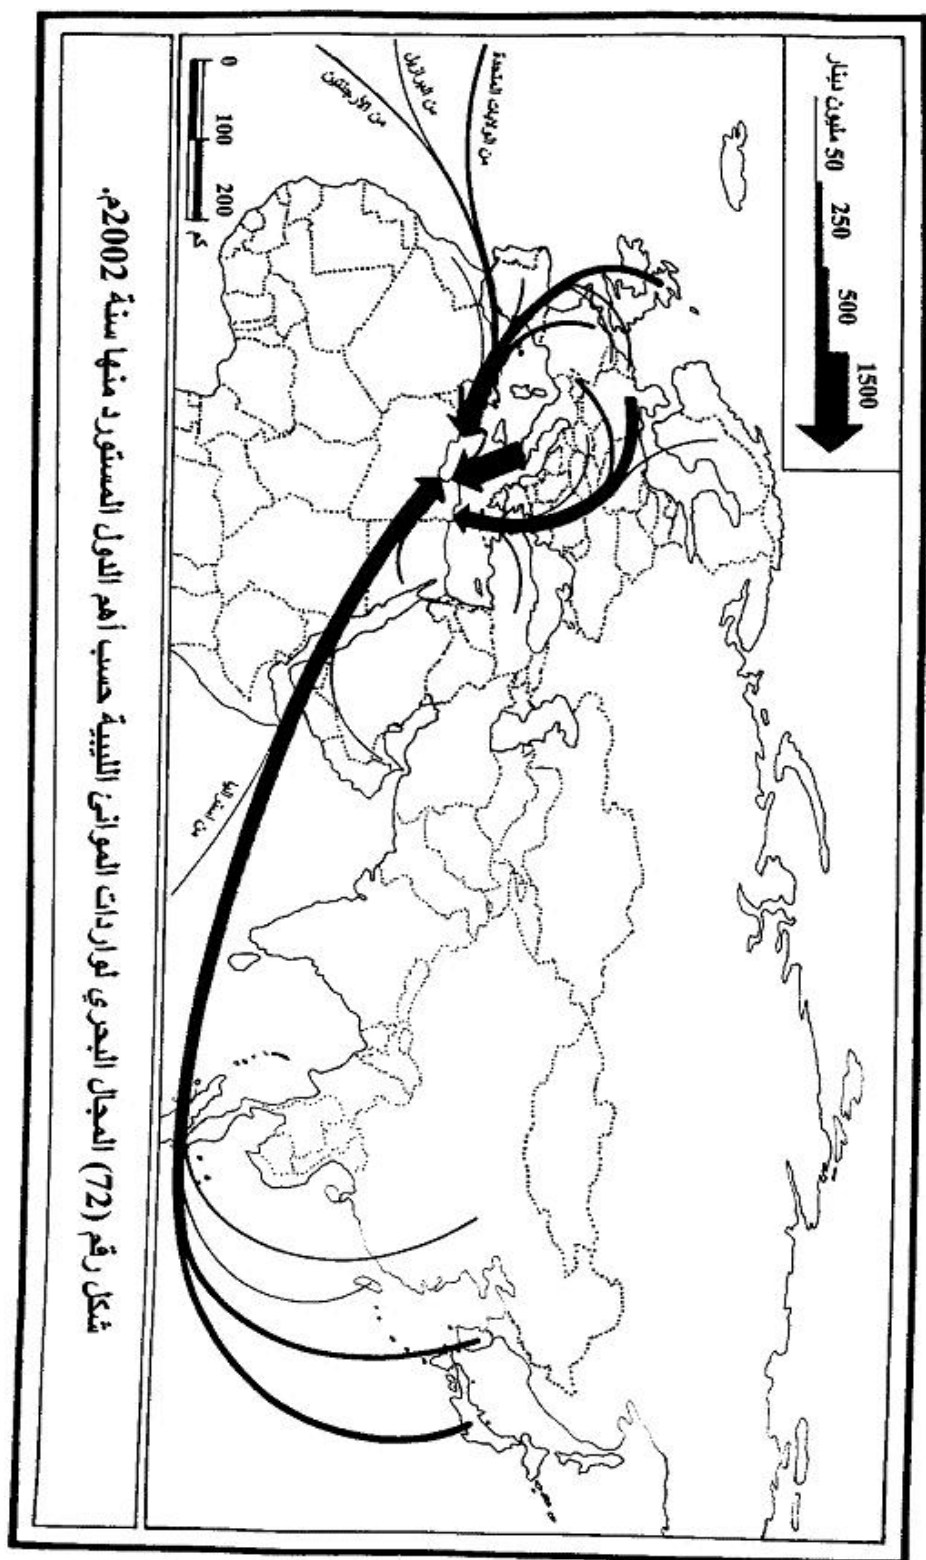 50 مليون دينار 250 500 1500
من الولايات المتحدة
من البرازيل
من الأرجنتين
من استراليا
0 100 200 كم
شكل رقم (72) المجال البحري لواردات الموانئ الليبية حسب أهم الدول المستورد منها سنة 2002م.